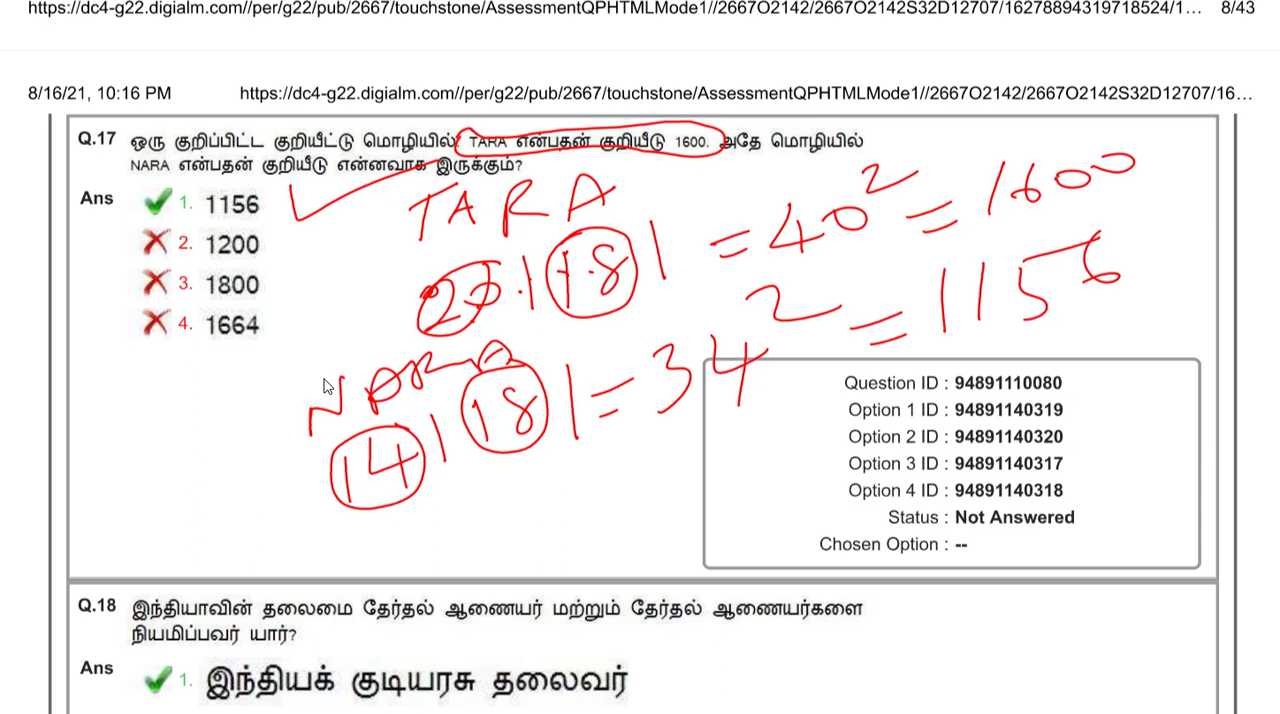 https://dc4-g22.digialm.com//per/g22/pub/2667/touchstone/AssessmentQPHTMLMode1//2667O2142/2667O2142S32D12707/16278894319718524/1… 8/43
8/16/21, 10:16 PM https://dc4-g22.digialm.com//per/g22/pub/2667/touchstone/AssessmentQPHTMLMode1//2667O2142/2667O2142S32D12707/16…
Q.17 ஒரு குறிப்பிட்ட குறியீட்டு மொழியில், TARA என்பதன் குறியீடு 1600. அதே மொழியில்
NARA என்பதன் குறியீடு என்னவாக இருக்கும்?
Ans 1. 1156
2. 1200
3. 1800
4. 1664
TARA
20 1 18 1 = 40² = 1600
NARA
14 1 18 1 = 34² = 1156
Question ID : 94891110080
Option 1 ID : 94891140319
Option 2 ID : 94891140320
Option 3 ID : 94891140317
Option 4 ID : 94891140318
Status : Not Answered
Chosen Option : --
Q.18 இந்தியாவின் தலைமை தேர்தல் ஆணையர் மற்றும் தேர்தல் ஆணையர்களை
நியமிப்பவர் யார்?
Ans 1. இந்தியக் குடியரசு தலைவர்